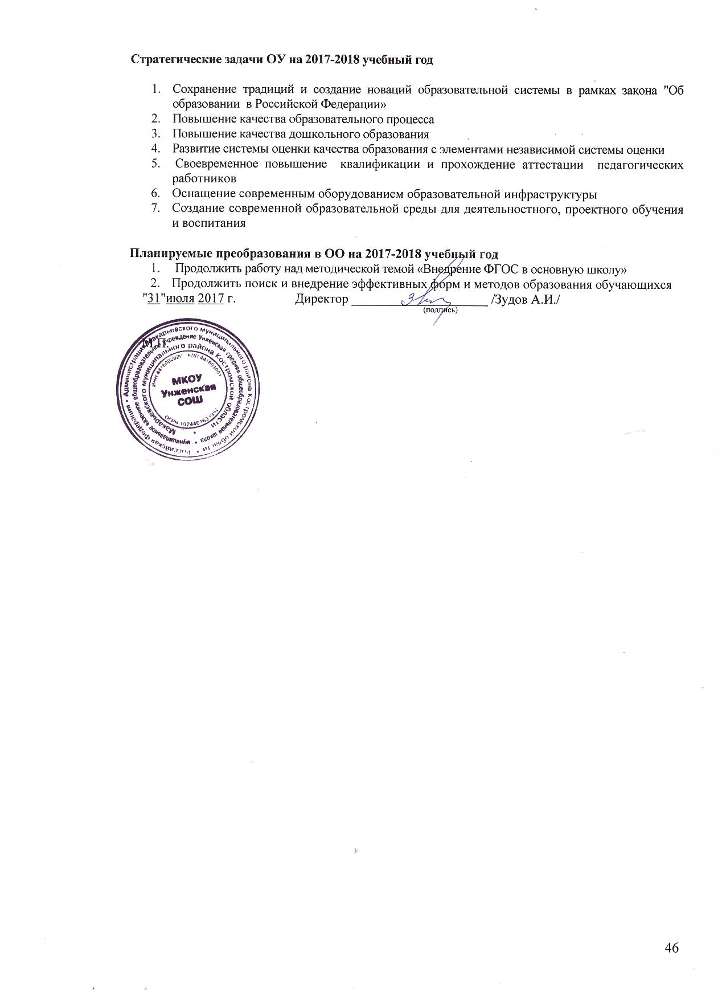 Стратегические задачи ОУ на 2017-2018 учебный год
1. Сохранение традиций и создание новаций образовательной системы в рамках закона "Об
образовании в Российской Федерации»
2. Повышение качества образовательного процесса
3. Повышение качества дошкольного образования
4. Развитие системы оценки качества образования с элементами независимой системы оценки
5. Своевременное повышение квалификации и прохождение аттестации педагогических
работников
6. Оснащение современным оборудованием образовательной инфраструктуры
7. Создание современной образовательной среды для деятельностного, проектного обучения
и воспитания
Планируемые преобразования в ОО на 2017-2018 учебный год
1. Продолжить работу над методической темой «Внедрение ФГОС в основную школу»
2. Продолжить поиск и внедрение эффективных форм и методов образования обучающихся
"31"июля 2017 г. Директор ____________________ /Зудов А.И./
(подпись)
М.П.
Российская Федерация • Администрация Макарьевского муниципального района Костромской области •
муниципальное казенное общеобразовательное учреждение Унженская средняя общеобразовательная школа •
Макарьевского муниципального района Костромской области
КПП 441601001
МКОУ
Унженская
СОШ
ОГРН
46